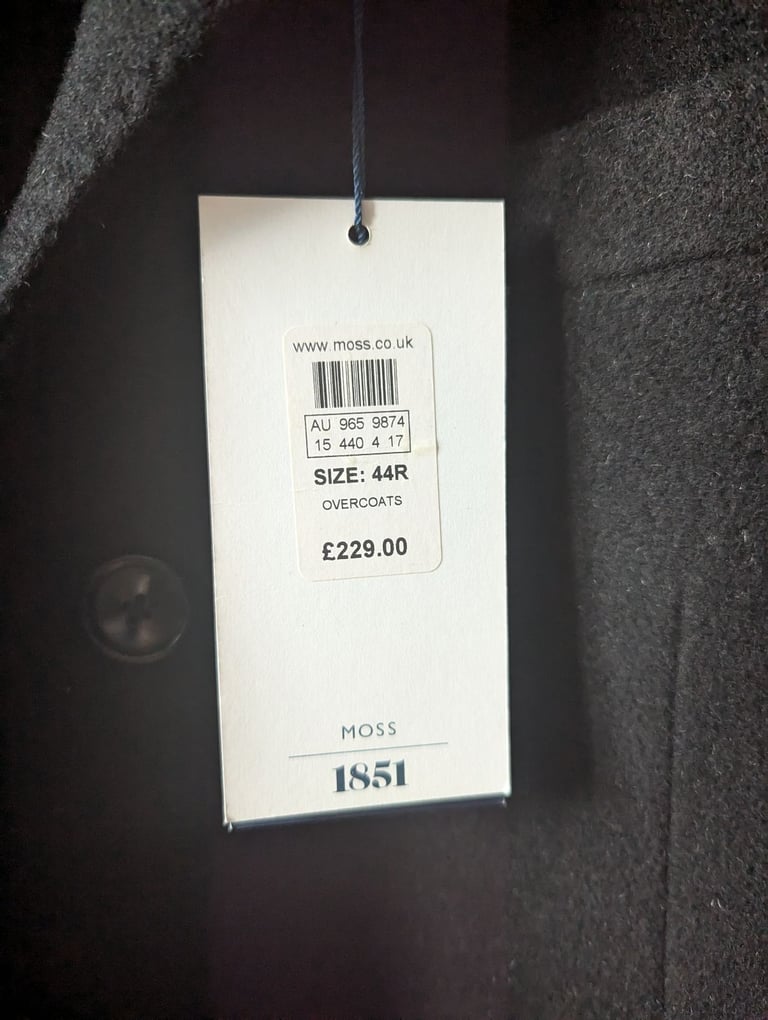 www.moss.co.uk
AU 965 9874
15 440 4 17
SIZE: 44R
OVERCOATS
£229.00
MOSS
1851